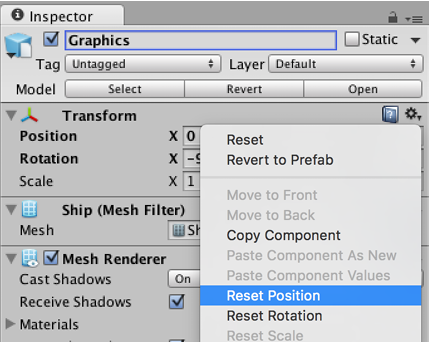 Inspector
Graphics Static
Tag Untagged Layer Default
Model Select Revert Open
Transform
Position X 0
Rotation X -9
Scale X 1
Ship (Mesh Filter)
Mesh Sh
Mesh Renderer
Cast Shadows On
Receive Shadows
Materials
Reset
Revert to Prefab
Move to Front
Move to Back
Copy Component
Paste Component As New
Paste Component Values
Reset Position
Reset Rotation
Reset Scale